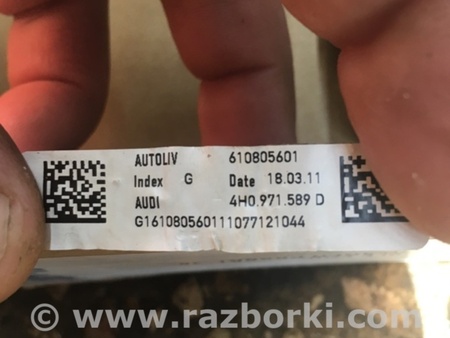 AUTOLIV 610805601
Index G Date 18.03.11
AUDI 4H0.971.589 D
G161080560111077121044
© www.razborki.com